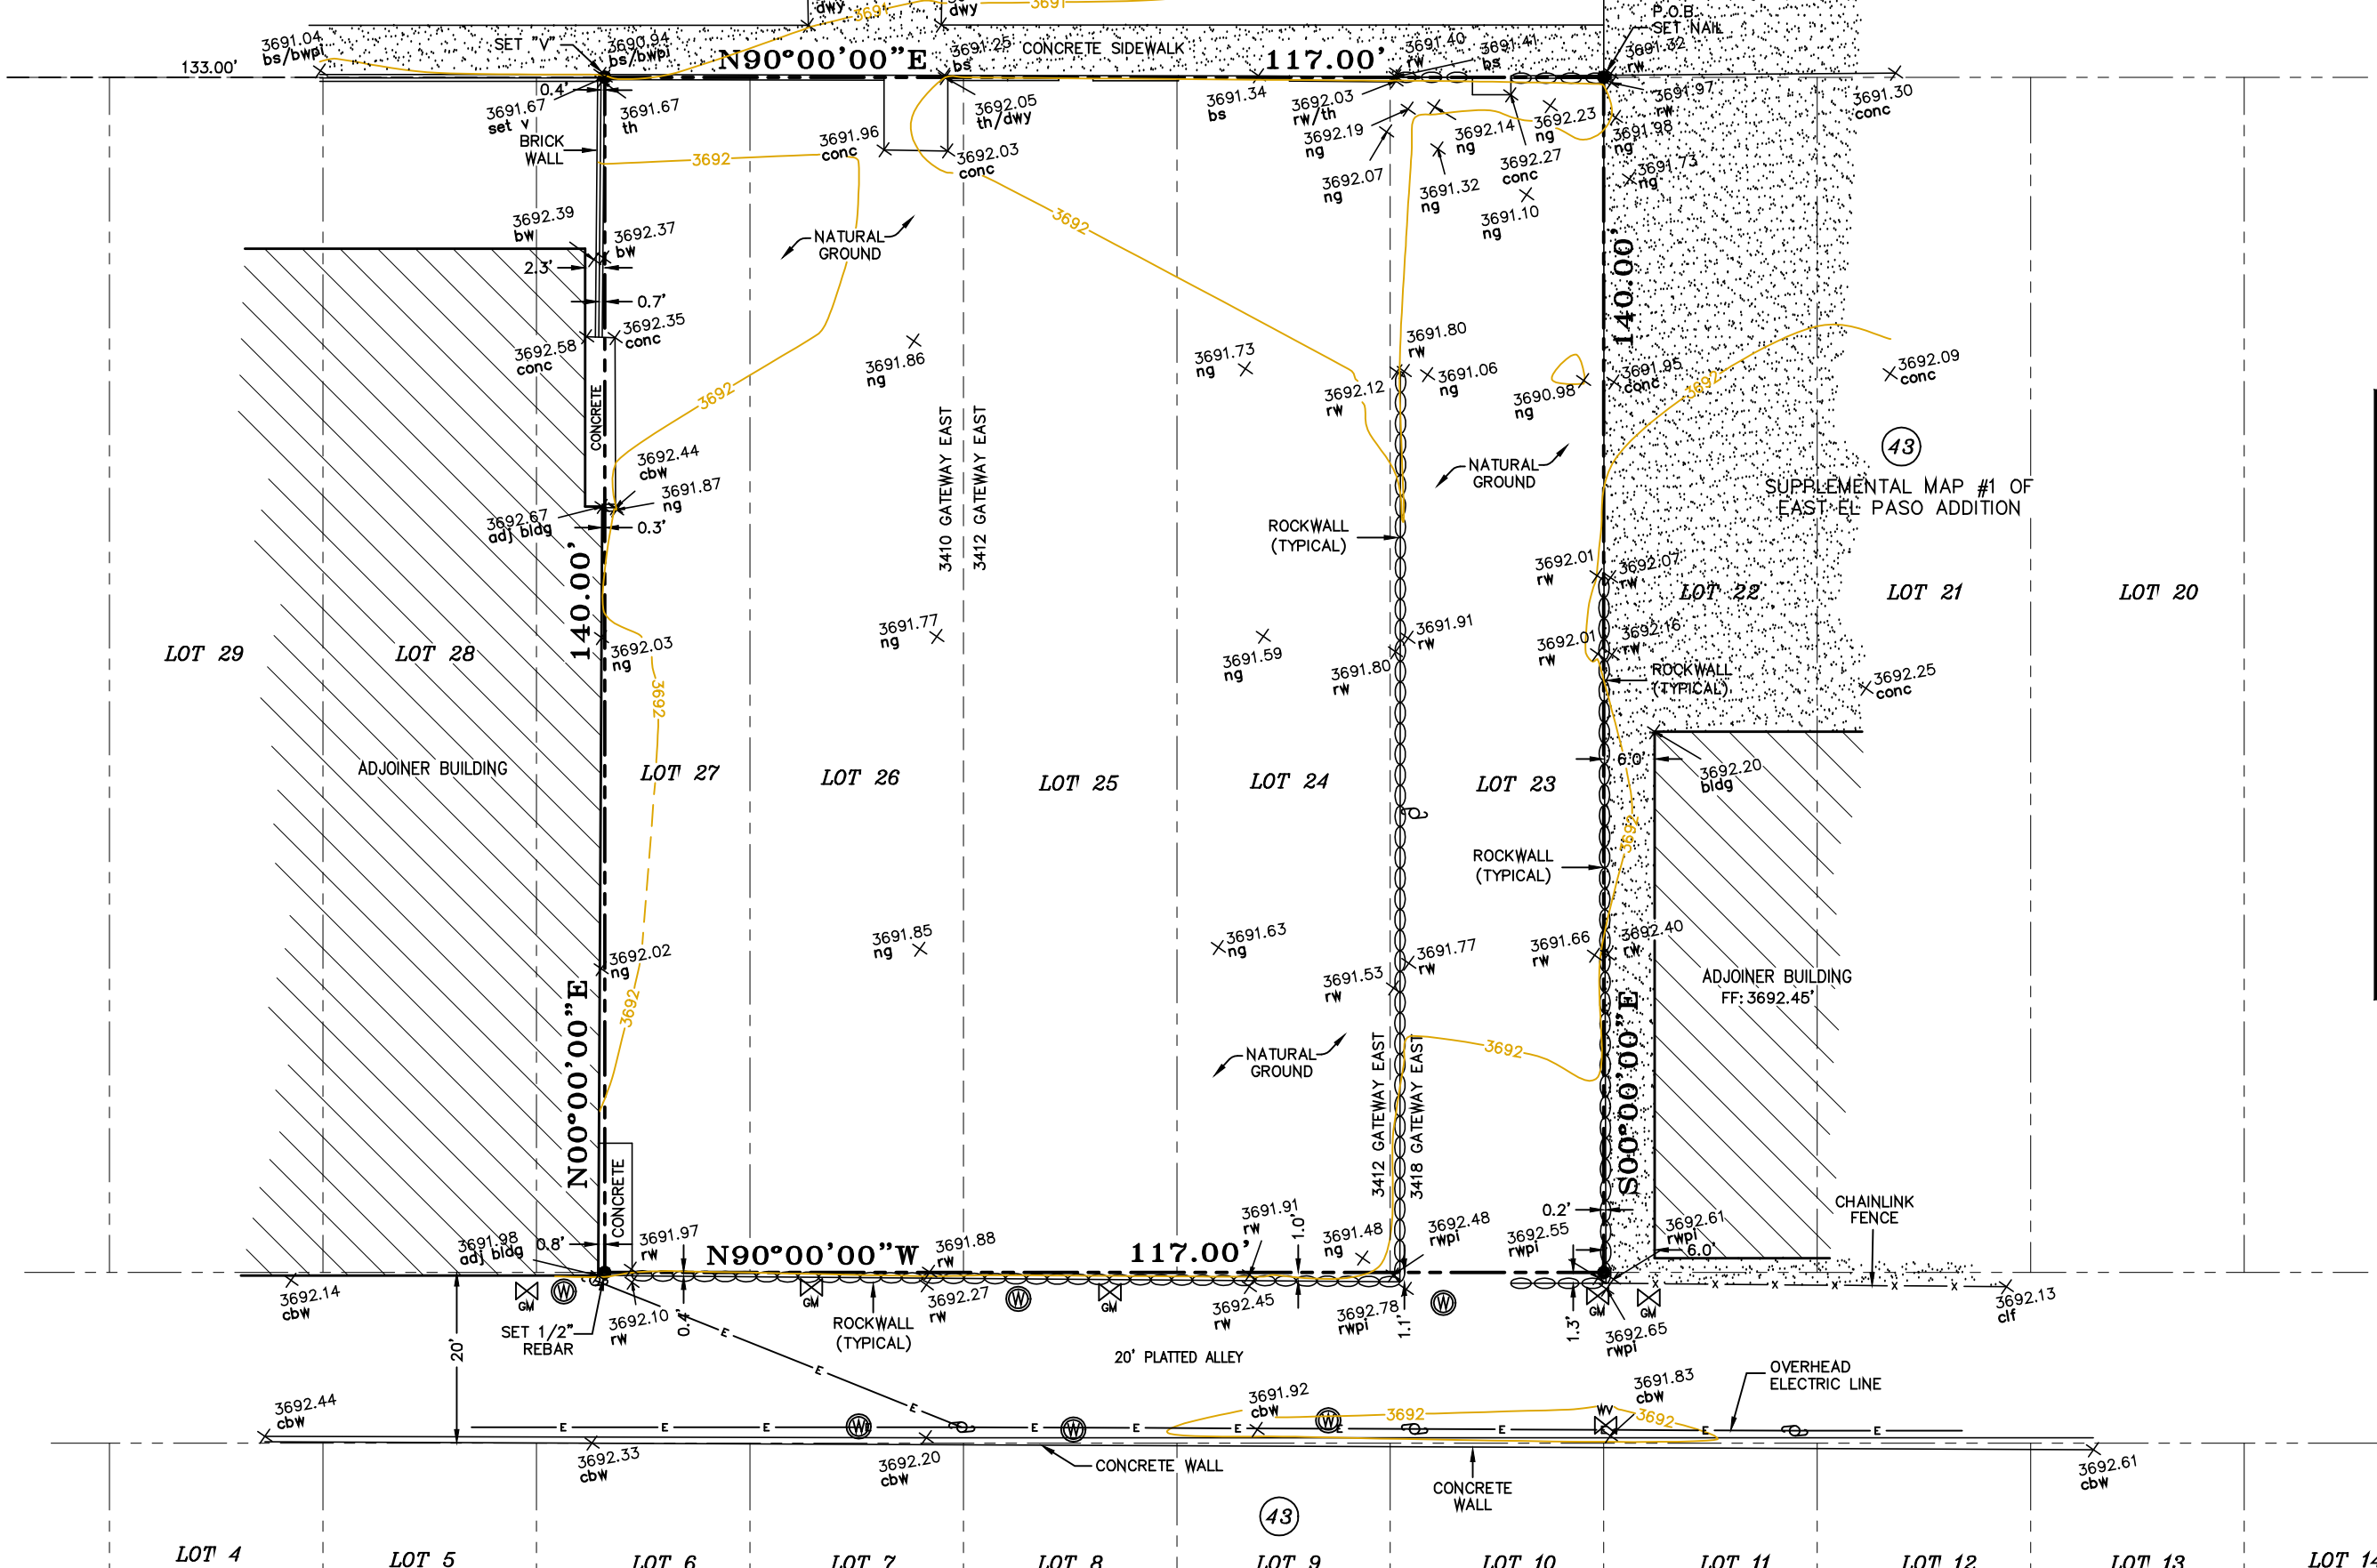 dwy
dwy
3691
3691
P.O.B.
SET NAIL
3691.04
bs/bwpi
SET "V"
3690.94
bs/bwpi
3691.25
bs
CONCRETE SIDEWALK
3691.40
rw
3691.41
bs
3691.32
rw
133.00'
N90°00'00"E
117.00'
0.4'
3691.67
set v
3691.67
th
3692.05
th/dwy
3691.34
bs
3692.03
rw/th
3691.97
rw
3691.30
conc
BRICK
WALL
3692
3691.96
conc
3692.03
conc
3692.19
ng
3692.14
ng
3692.23
ng
3691.98
ng
3692.27
conc
3691.73
ng
3692.07
ng
3691.32
ng
3691.10
ng
3692.39
bw
3692.37
bw
NATURAL
GROUND
3692
140.00'
2.3'
0.7'
3692.58
conc
3692.35
conc
CONCRETE
3691.86
ng
3691.73
ng
3691.80
rw
3692.12
rw
3691.06
ng
3690.98
ng
3691.95
conc
3692
3692.09
conc
3692
3410 GATEWAY EAST
3412 GATEWAY EAST
43
SUPPLEMENTAL MAP #1 OF
EAST EL PASO ADDITION
3692.44
cbw
3691.87
ng
3692.67
adj bldg
0.3'
NATURAL
GROUND
ROCKWALL
(TYPICAL)
140.00'
3692.01
rw
3692.07
rw
LOT 22
LOT 21
LOT 20
LOT 29
LOT 28
3692.03
ng
3691.77
ng
3691.59
ng
3691.91
rw
3691.80
rw
3692.01
rw
3692.16
rw
ROCKWALL
(TYPICAL)
3692.25
conc
3692
ADJOINER BUILDING
LOT 27
LOT 26
LOT 25
LOT 24
LOT 23
6.0'
3692.20
bldg
3692
ROCKWALL
(TYPICAL)
3692.02
ng
3691.85
ng
3691.63
ng
3691.77
rw
3691.53
rw
3691.66
rw
3692.40
rw
3692
ADJOINER BUILDING
FF: 3692.45'
N00°00'00"E
S00°00'00"E
NATURAL
GROUND
3692
3412 GATEWAY EAST
3418 GATEWAY EAST
CONCRETE
CHAINLINK
FENCE
0.2'
3691.98
adj bldg
0.8'
3691.97
rw
N90°00'00"W
3691.88
rw
117.00'
3691.91
rw
1.0'
3691.48
ng
3692.48
rwpi
3692.55
rwpi
3692.61
rwpi
6.0'
3692.14
cbw
GM
W
GM
3692.27
rw
W
GM
3692.45
rw
3692.78
rwpi
1.1'
W
GM
GM
x x x x x x
3692.13
clf
SET 1/2"
REBAR
3692.10
rw
0.4'
ROCKWALL
(TYPICAL)
1.3'
3692.65
rwpi
20'
20' PLATTED ALLEY
E E E
3692.44
cbw
3691.92
cbw
3692
WV
3691.83
cbw
3692
OVERHEAD
ELECTRIC LINE
E E E W E W E E E W E E E E
3692.33
cbw
3692.20
cbw
CONCRETE WALL
CONCRETE
WALL
3692.61
cbw
43
LOT 4
LOT 5
LOT 6
LOT 7
LOT 8
LOT 9
LOT 10
LOT 11
LOT 12
LOT 13
LOT 14